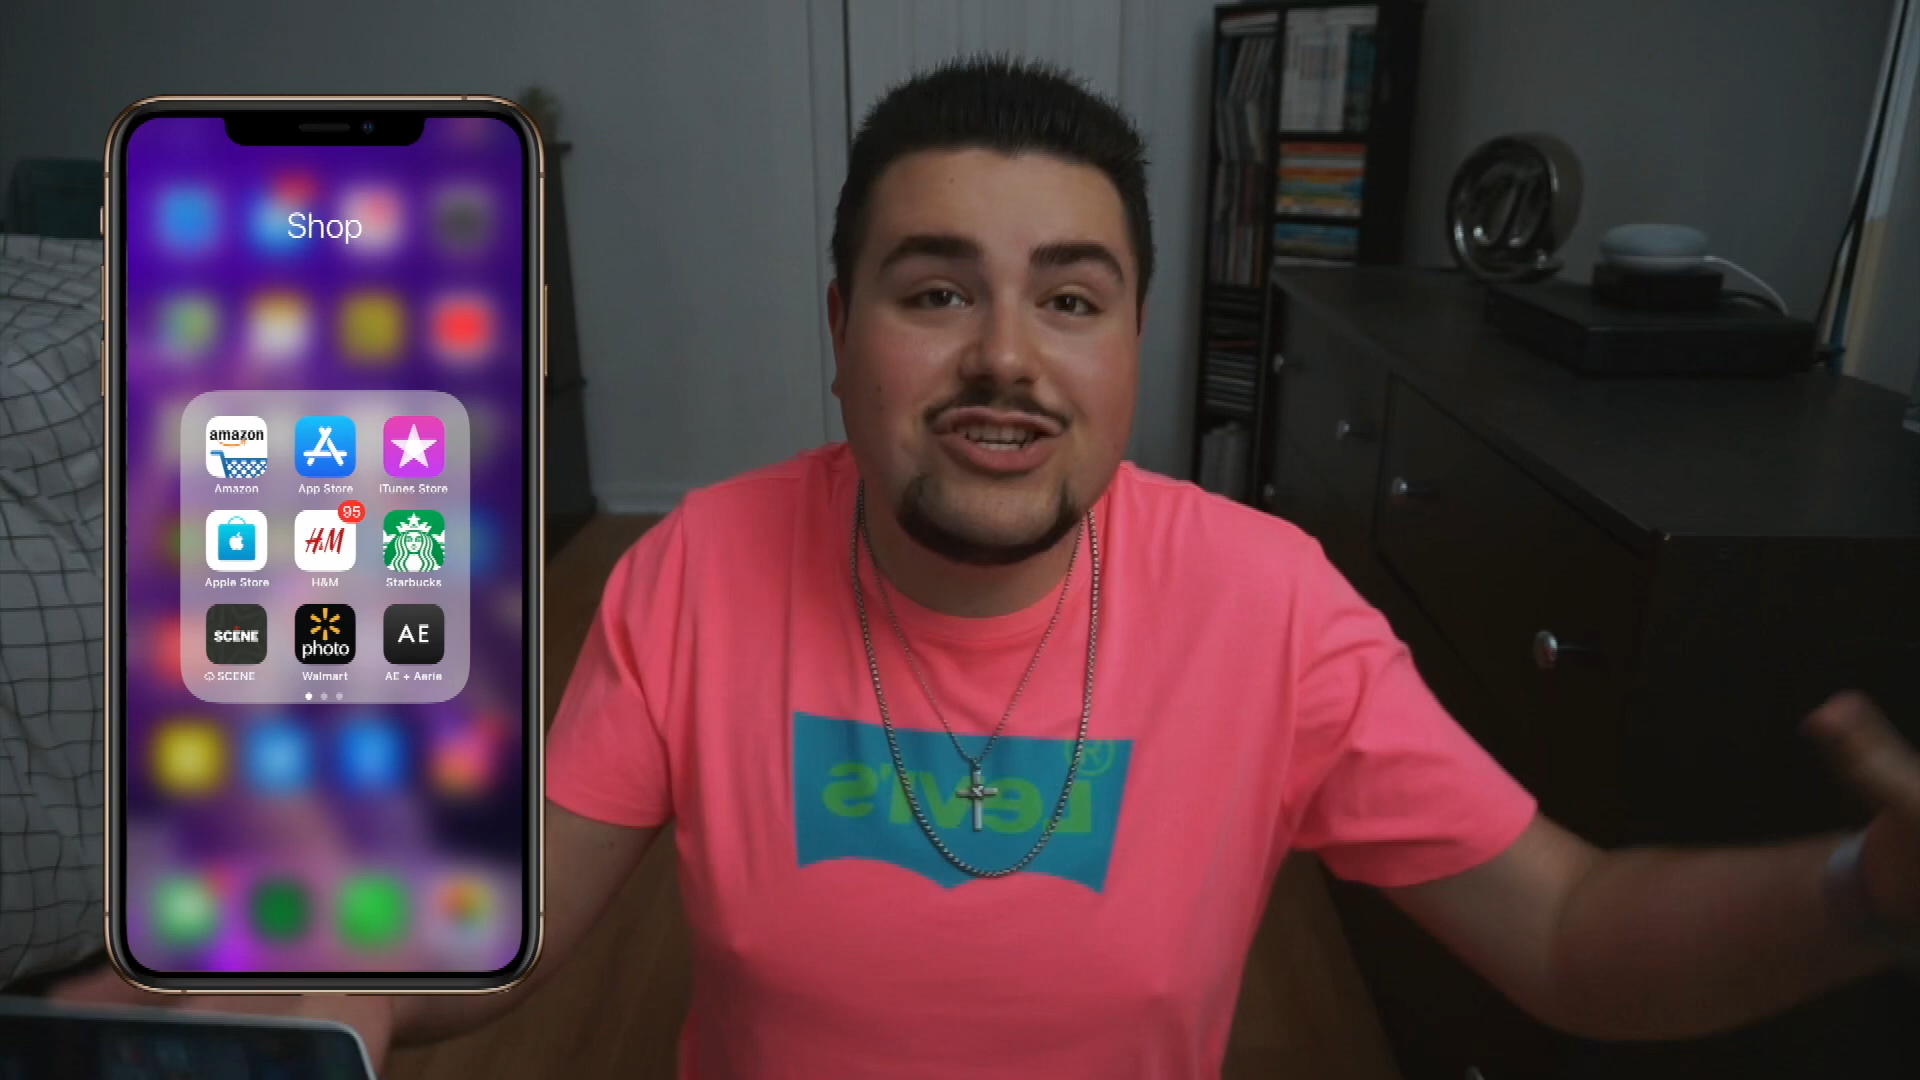 Shop
amazon
Amazon
App Store
iTunes Store
95
Apple Store
H&M
H&M
Starbucks
SCENE
SCENE
photo
Walmart
AE
AE + Aerie
Levi's
®